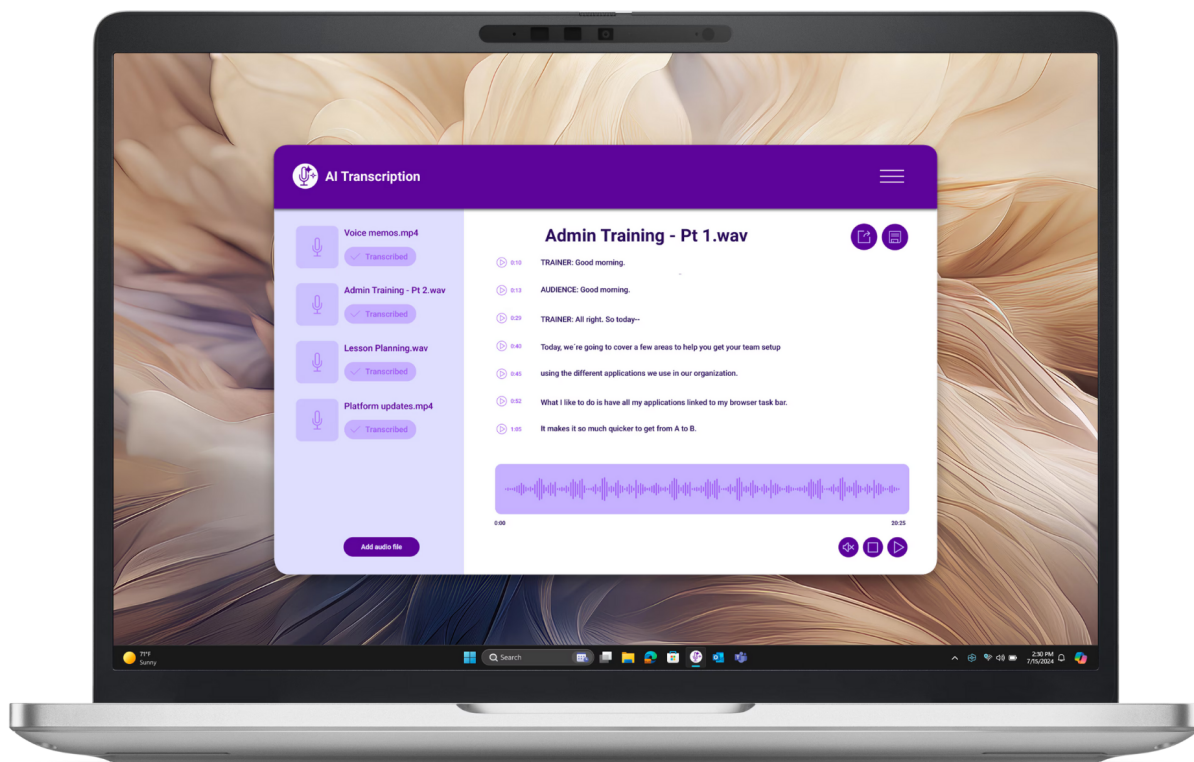 AI Transcription
Voice memos.mp4
Transcribed
Admin Training - Pt 2.wav
Transcribed
Lesson Planning.wav
Transcribed
Platform updates.mp4
Transcribed
Add audio file
Admin Training - Pt 1.wav
0:10 TRAINER: Good morning.
0:13 AUDIENCE: Good morning.
0:29 TRAINER: All right. So today--
0:40 Today, we´re going to cover a few areas to help you get your team setup
0:45 using the different applications we use in our organization.
0:52 What I like to do is have all my applications linked to my browser task bar.
1:05 It makes it so much quicker to get from A to B.
0:00 20:25
71°F
Sunny
Search
2:30 PM
7/15/2024